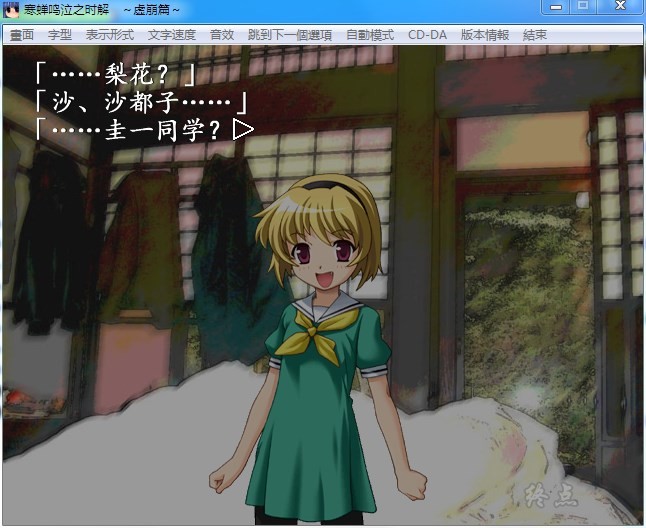 寒蝉鸣泣之时解　～虚崩篇～
畫面 字型 表示形式 文字速度 音效 跳到下一個選項 自動模式 CD-DA 版本情報 結束
「……梨花？」
「沙、沙都子……」
「……圭一同学？▷
终点